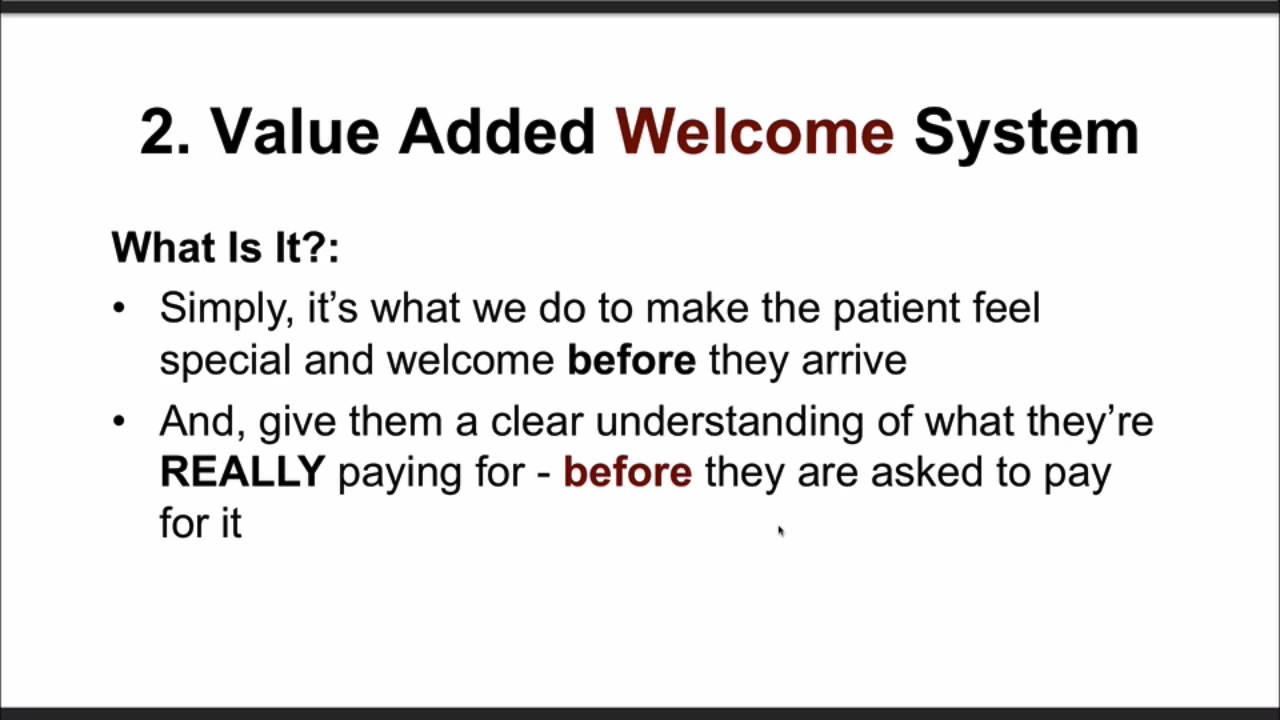 2. Value Added Welcome System
What Is It?:
• Simply, it’s what we do to make the patient feel
special and welcome before they arrive
• And, give them a clear understanding of what they’re
REALLY paying for - before they are asked to pay
for it